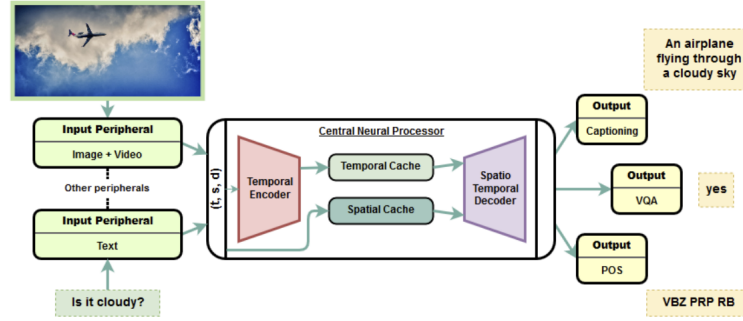 An airplane
flying through
a cloudy sky
Input Peripheral
Image + Video
Other peripherals
Input Peripheral
Text
Is it cloudy?
Central Neural Processor
(t, s, d)
Temporal
Encoder
Temporal Cache
Spatial Cache
Spatio
Temporal
Decoder
Output
Captioning
Output
VQA
yes
Output
POS
VBZ PRP RB